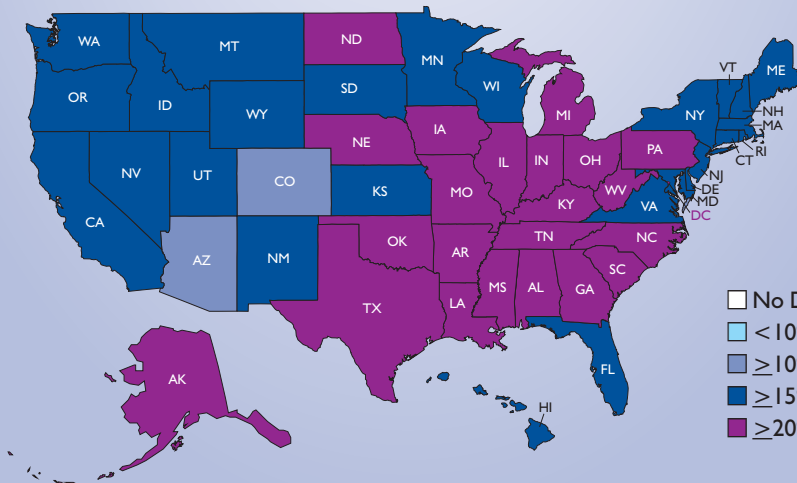 WA
MT
ND
MN
VT
ME
OR
ID
SD
WI
NY
NH
WY
MI
MA
IA
NE
PA
RI
CT
NV
UT
CO
IL
IN
OH
NJ
KS
MO
WV
DE
MD
CA
KY
VA
DC
AZ
NM
OK
AR
TN
NC
SC
TX
MS
AL
GA
LA
AK
FL
HI
No D
<10
≥10
≥15
≥20